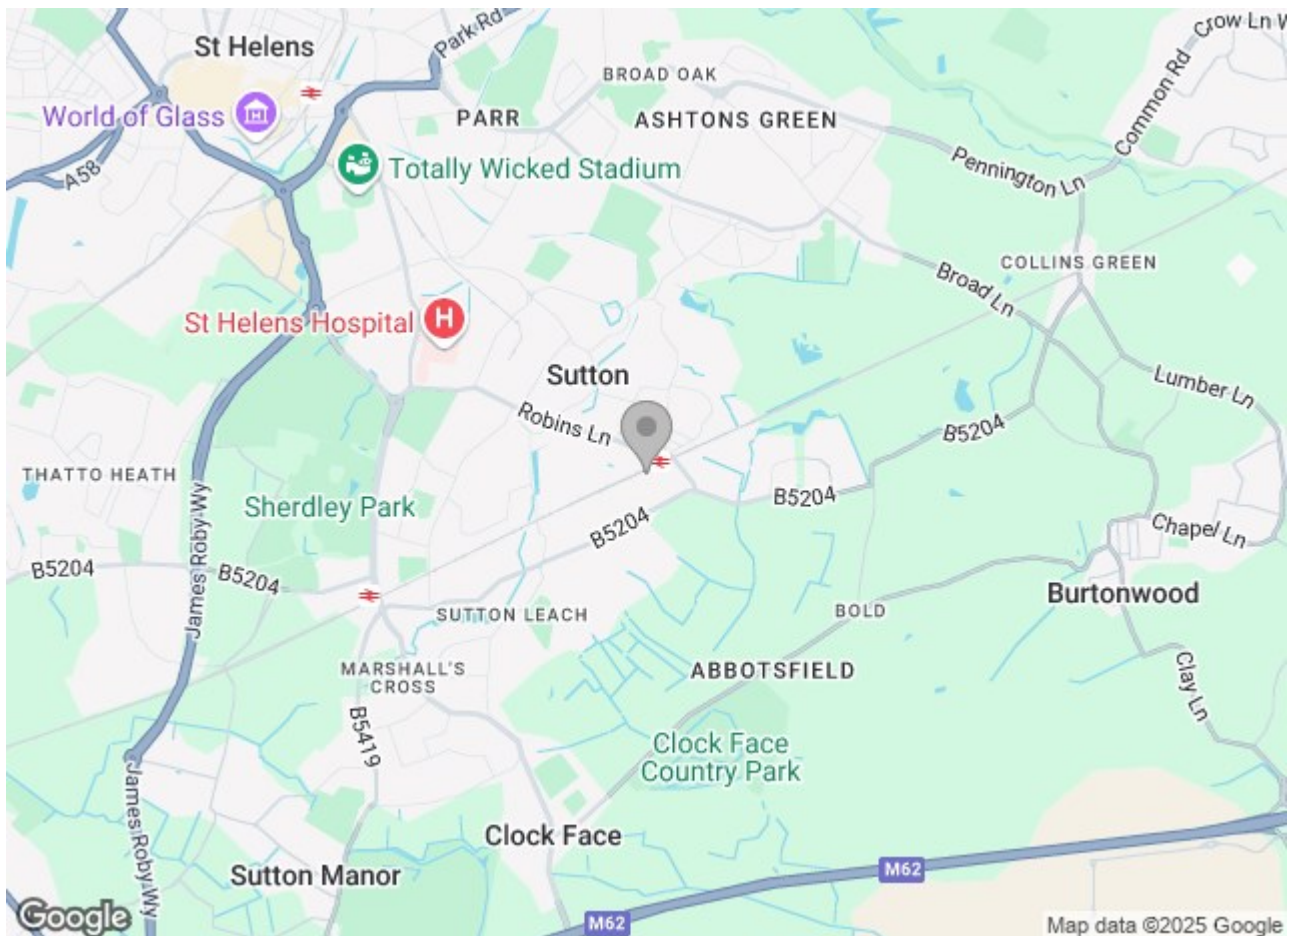 Crow Ln W
Park Rd
St Helens
Common Rd
BROAD OAK
World of Glass
PARR
ASHTONS GREEN
A58
Totally Wicked Stadium
Pennington Ln
COLLINS GREEN
Broad Ln
St Helens Hospital
H
Sutton
Lumber Ln
Robins Ln
B5204
THATTO HEATH
Sherdley Park
James Roby Wy
B5204
B5204
Chapel Ln
B5204
B5204
Burtonwood
SUTTON LEACH
BOLD
MARSHALL'S
CROSS
ABBOTSFIELD
Clay Ln
B5419
Clock Face
Country Park
James Roby Wy
Clock Face
Sutton Manor
M62
M62
Google
Map data ©2025 Google